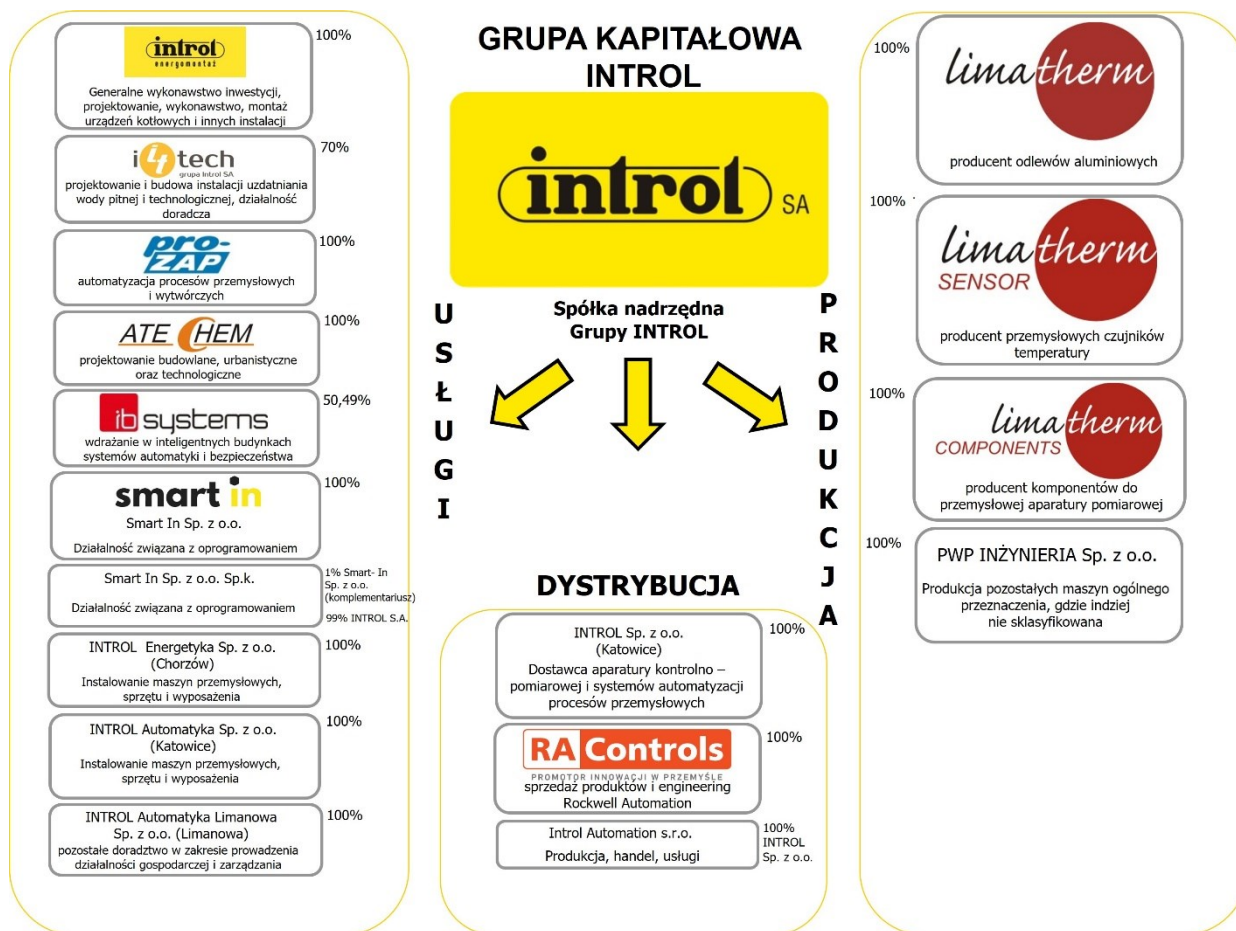 GRUPA KAPITAŁOWA
INTROL
introl SA
Spółka nadrzędna
Grupy INTROL
USŁUGI
introl
energomontaż
100%
Generalne wykonawstwo inwestycji,
projektowanie, wykonawstwo, montaż
urządzeń kotłowych i innych instalacji
i4tech
grupa Introl SA
70%
projektowanie i budowa instalacji uzdatniania
wody pitnej i technologicznej, działalność
doradcza
pro-
ZAP
100%
automatyzacja procesów przemysłowych
i wytwórczych
ATECHEM
100%
projektowanie budowlane, urbanistyczne
oraz technologiczne
ib systems
50,49%
wdrażanie w inteligentnych budynkach
systemów automatyki i bezpieczeństwa
smart in
100%
Smart In Sp. z o.o.
Działalność związana z oprogramowaniem
Smart In Sp. z o.o. Sp.k.
Działalność związana z oprogramowaniem
1% Smart- In
Sp. z o.o.
(komplementariusz)
99% INTROL S.A.
INTROL Energetyka Sp. z o.o.
(Chorzów)
100%
Instalowanie maszyn przemysłowych,
sprzętu i wyposażenia
INTROL Automatyka Sp. z o.o.
(Katowice)
100%
Instalowanie maszyn przemysłowych,
sprzętu i wyposażenia
INTROL Automatyka Limanowa
Sp. z o.o. (Limanowa)
100%
pozostałe doradztwo w zakresie prowadzenia
działalności gospodarczej i zarządzania
DYSTRYBUCJA
INTROL Sp. z o.o.
(Katowice)
100%
Dostawca aparatury kontrolno –
pomiarowej i systemów automatyzacji
procesów przemysłowych
RA Controls
100%
PROMOTOR INNOWACJI W PRZEMYŚLE
sprzedaż produktów i engineering
Rockwell Automation
Introl Automation s.r.o.
Produkcja, handel, usługi
100%
INTROL
Sp. z o.o.
PRODUKCJA
100%
limatherm
producent odlewów aluminiowych
100%
limatherm
SENSOR
producent przemysłowych czujników
temperatury
100%
limatherm
COMPONENTS
producent komponentów do
przemysłowej aparatury pomiarowej
100%
PWP INŻYNIERIA Sp. z o.o.
Produkcja pozostałych maszyn ogólnego
przeznaczenia, gdzie indziej
nie sklasyfikowana